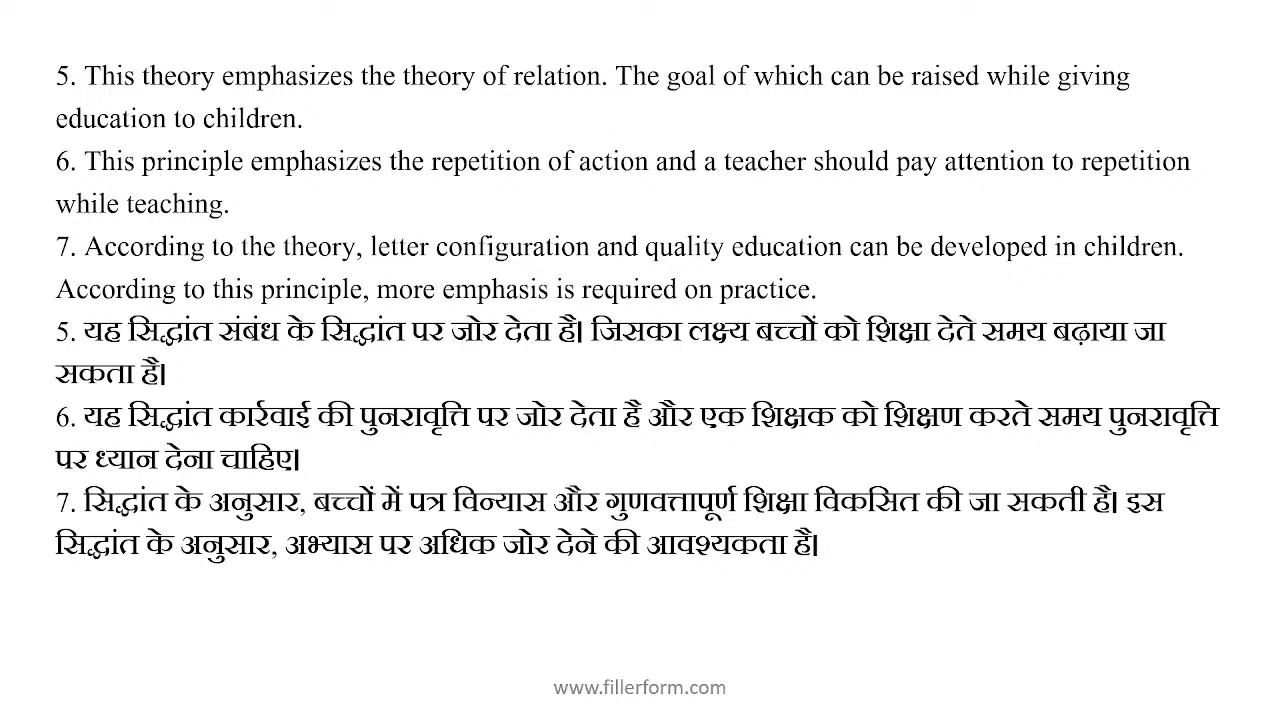 5. This theory emphasizes the theory of relation. The goal of which can be raised while giving
education to children.
6. This principle emphasizes the repetition of action and a teacher should pay attention to repetition
while teaching.
7. According to the theory, letter configuration and quality education can be developed in children.
According to this principle, more emphasis is required on practice.
5. यह सिद्धांत संबंध के सिद्धांत पर जोर देता है। जिसका लक्ष्य बच्चों को शिक्षा देते समय बढ़ाया जा
सकता है।
6. यह सिद्धांत कार्रवाई की पुनरावृत्ति पर जोर देता है और एक शिक्षक को शिक्षण करते समय पुनरावृत्ति
पर ध्यान देना चाहिए।
7. सिद्धांत के अनुसार, बच्चों में पत्र विन्यास और गुणवत्तापूर्ण शिक्षा विकसित की जा सकती है। इस
सिद्धांत के अनुसार, अभ्यास पर अधिक जोर देने की आवश्यकता है।
www.fillerform.com